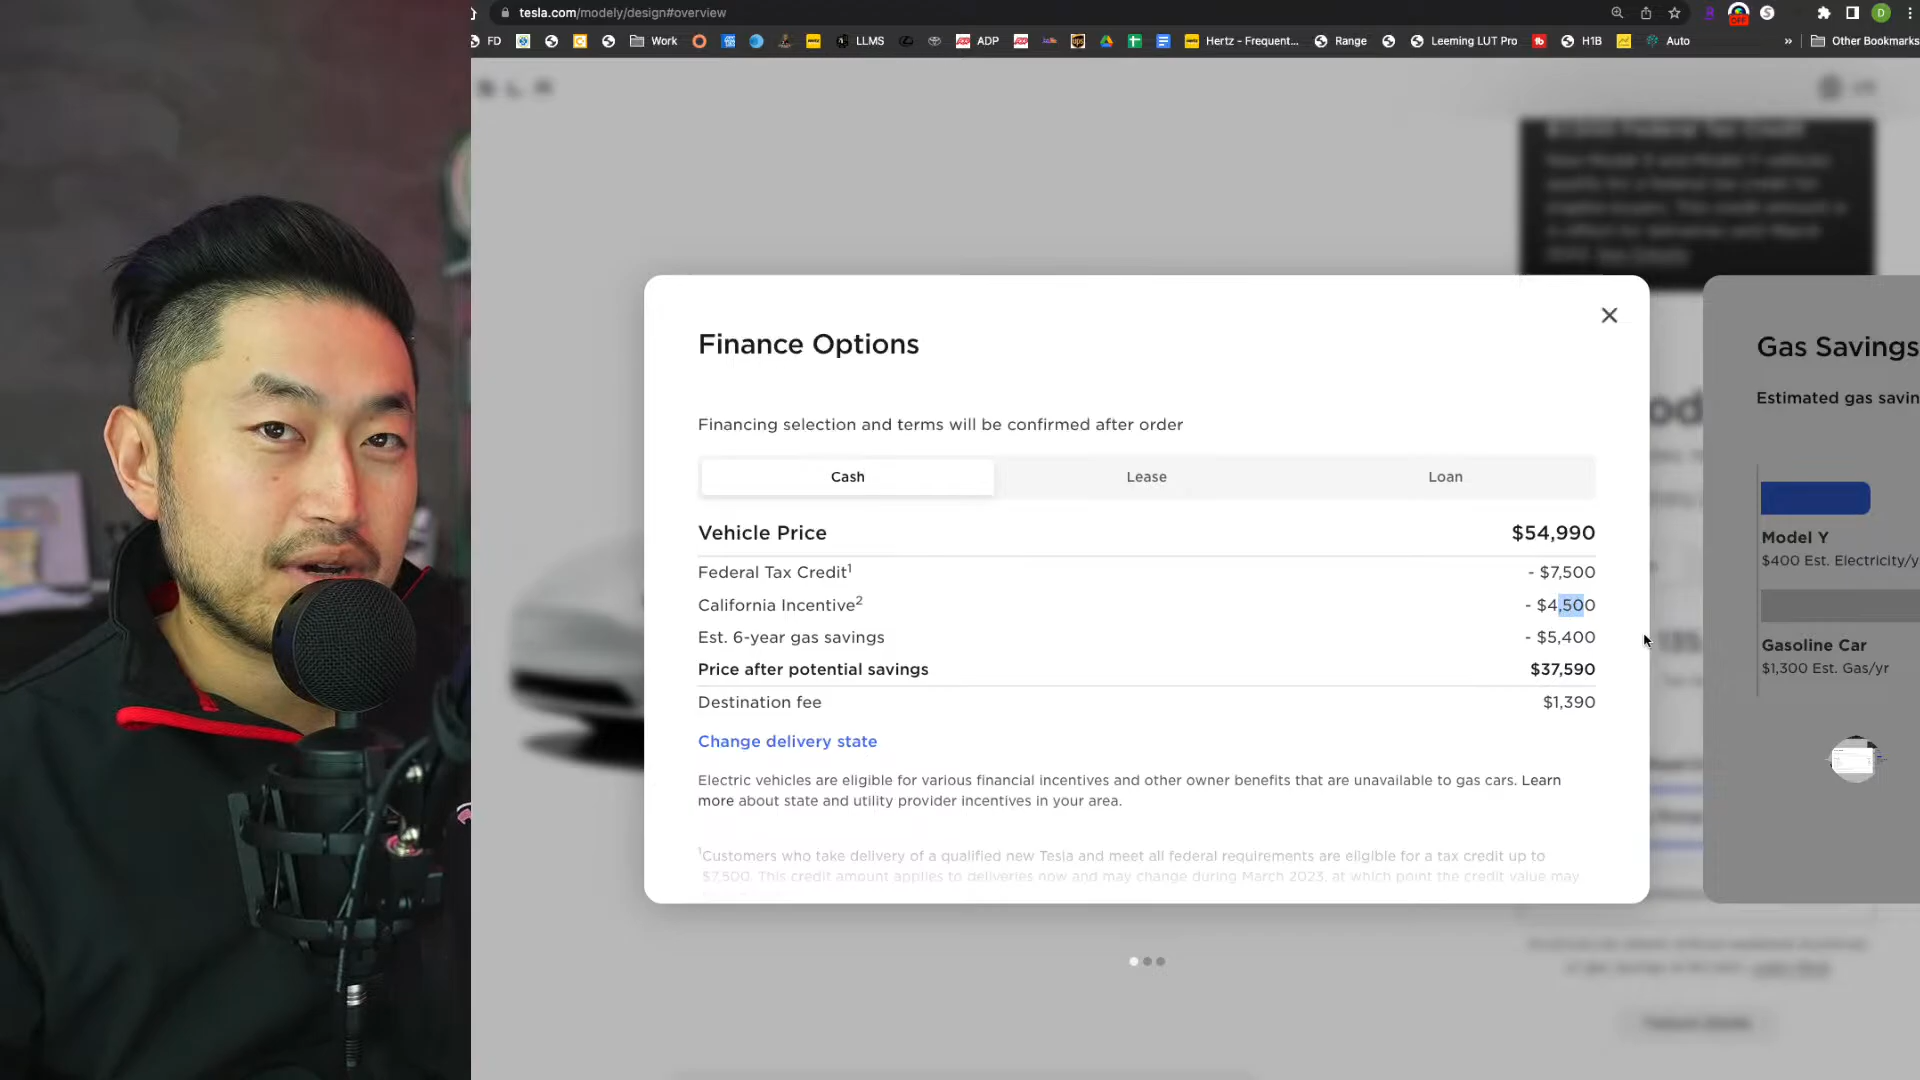 tesla.com/modely/design#overview
FD
Work
LLMS
ADP
Hertz - Frequent...
Range
Leeming LUT Pro
H1B
Auto
»
Other Bookmarks
D
OFF
Finance Options
Financing selection and terms will be confirmed after order
Cash
Lease
Loan
Vehicle Price
$54,990
Federal Tax Credit1
- $7,500
California Incentive2
- $4,500
Est. 6-year gas savings
- $5,400
Price after potential savings
$37,590
Destination fee
$1,390
Change delivery state
Electric vehicles are eligible for various financial incentives and other owner benefits that are unavailable to gas cars. Learn
more about state and utility provider incentives in your area.
1Customers who take delivery of a qualified new Tesla and meet all federal requirements are eligible for a tax credit up to
$7,500. This credit amount applies to deliveries now and may change during March 2023, at which point the credit value may
Gas Savings
Estimated gas savin
Model Y
$400 Est. Electricity/y
Gasoline Car
$1,300 Est. Gas/yr